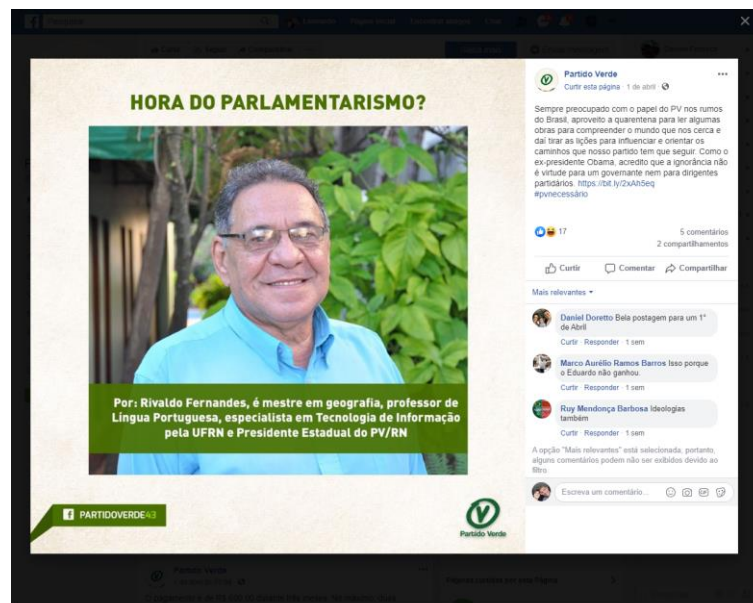 HORA DO PARLAMENTARISMO?
Por: Rivaldo Fernandes, é mestre em geografia, professor de
Língua Portuguesa, especialista em Tecnologia de Informação
pela UFRN e Presidente Estadual do PV/RN
PARTIDOVERDE43
Partido Verde
Partido Verde
Curtir esta página · 1 de abril
Sempre preocupado com o papel do PV nos rumos
do Brasil, aproveito a quarentena para ler algumas
obras para compreender o mundo que nos cerca e
daí tirar as lições para influenciar e orientar os
caminhos que nosso partido tem que seguir. Como o
ex-presidente Obama, acredito que a ignorância não
é virtude para um governante nem para dirigentes
partidários. https://bit.ly/2xAh5eq
#pvnecessário
17
5 comentários
2 compartilhamentos
Curtir Comentar Compartilhar
Mais relevantes
Daniel Doretto Bela postagem para um 1°
de Abril
Curtir · Responder · 1 sem
Marco Aurélio Ramos Barros Isso porque
o Eduardo não ganhou.
Curtir · Responder · 1 sem
Ruy Mendonça Barbosa Ideologias
também
Curtir · Responder · 1 sem
A opção "Mais relevantes" está selecionada, portanto,
alguns comentários podem não ser exibidos devido ao
filtro.
Escreva um comentário...
GIF
Partido Verde